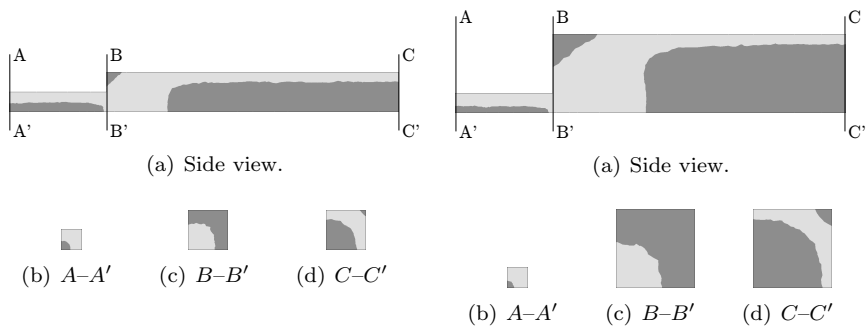 A B C
A' B' C'
(a) Side view.
(b) A–A′ (c) B–B′ (d) C–C′
A B C
A' B' C'
(a) Side view.
(b) A–A′ (c) B–B′ (d) C–C′